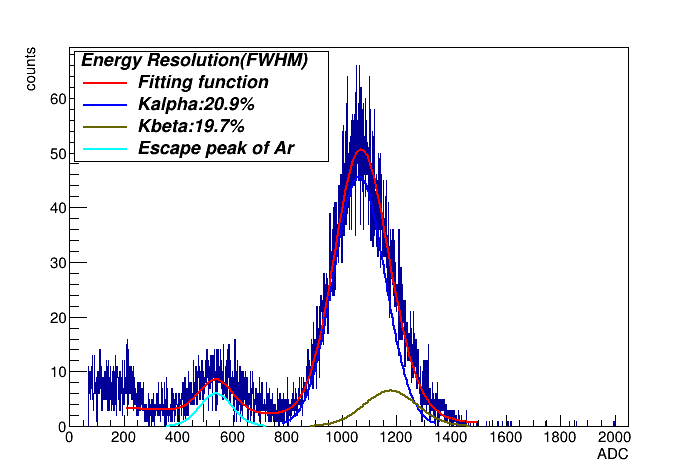 counts
Energy Resolution(FWHM)
Fitting function
Kalpha:20.9%
Kbeta:19.7%
Escape peak of Ar
60
50
40
30
20
10
0
0 200 400 600 800 1000 1200 1400 1600 1800 2000
ADC